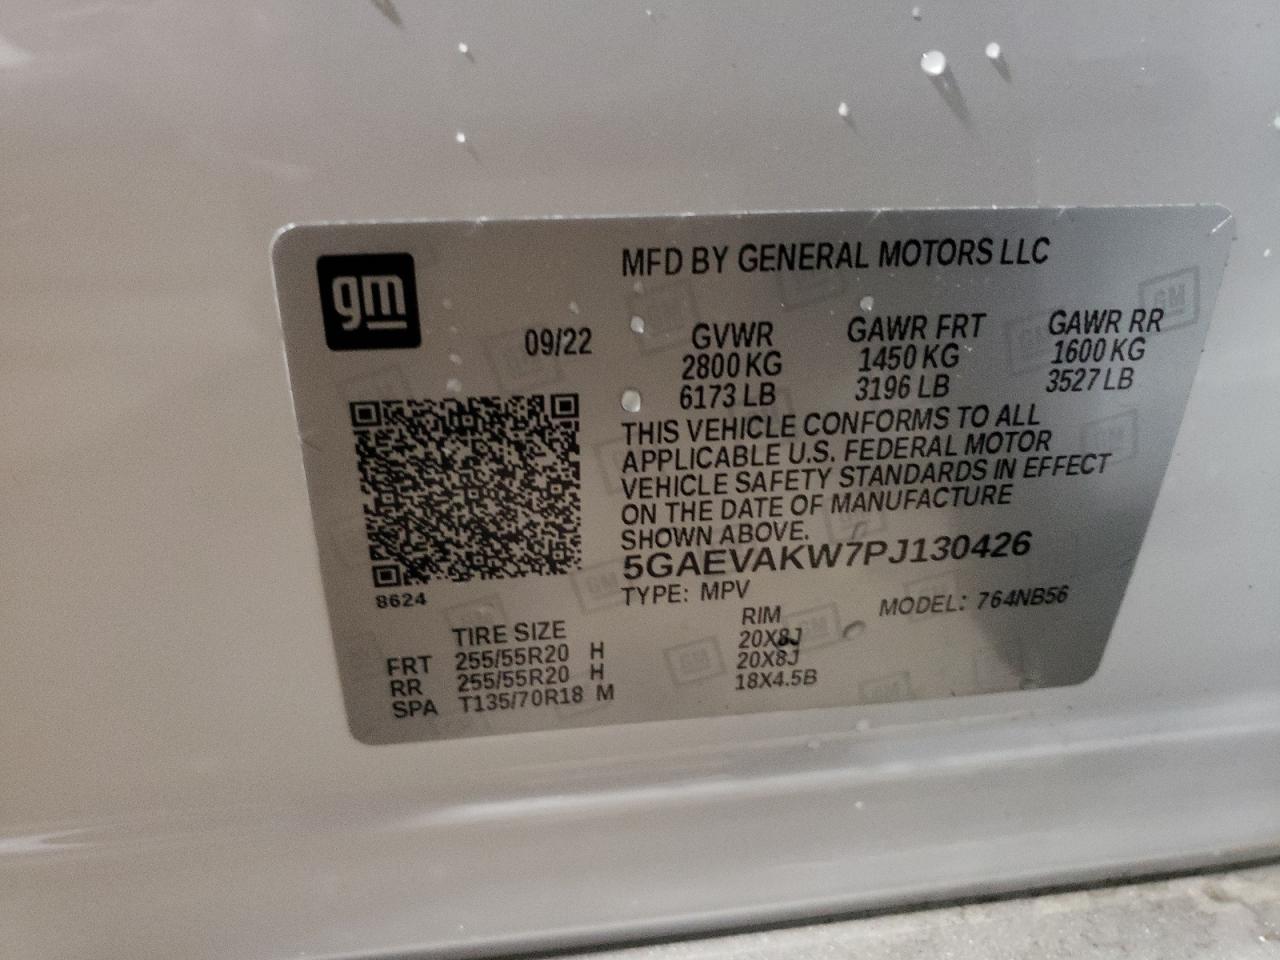 gm
MFD BY GENERAL MOTORS LLC
09/22 GVWR GAWR FRT GAWR RR
2800 KG 1450 KG 1600 KG
6173 LB 3196 LB 3527 LB
THIS VEHICLE CONFORMS TO ALL
APPLICABLE U.S. FEDERAL MOTOR
VEHICLE SAFETY STANDARDS IN EFFECT
ON THE DATE OF MANUFACTURE
SHOWN ABOVE.
5GAEVAKW7PJ130426
8624
TYPE: MPV MODEL: 764NB56
TIRE SIZE RIM
FRT 255/55R20 H 20X8J
RR 255/55R20 H 20X8J
SPA T135/70R18 M 18X4.5B